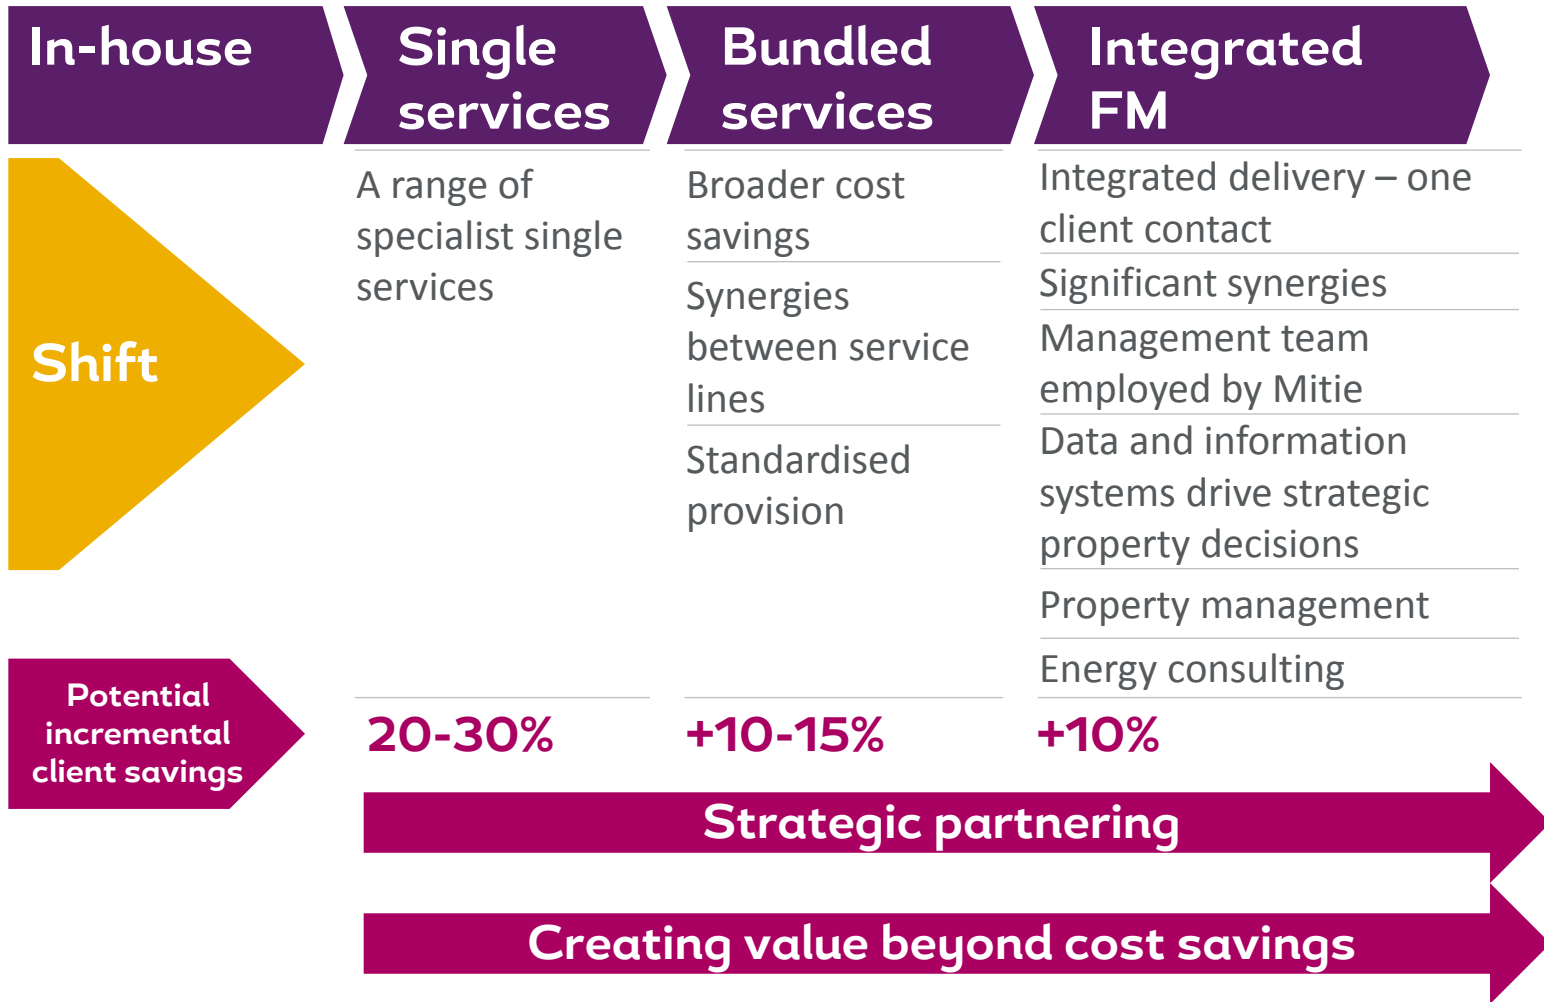 In-house
Single
services
Bundled
services
Integrated
FM
Shift
A range of
specialist single
services
Broader cost
savings
Synergies
between service
lines
Standardised
provision
Integrated delivery – one
client contact
Significant synergies
Management team
employed by Mitie
Data and information
systems drive strategic
property decisions
Property management
Energy consulting
Potential
incremental
client savings
20-30%
+10-15%
+10%
Strategic partnering
Creating value beyond cost savings